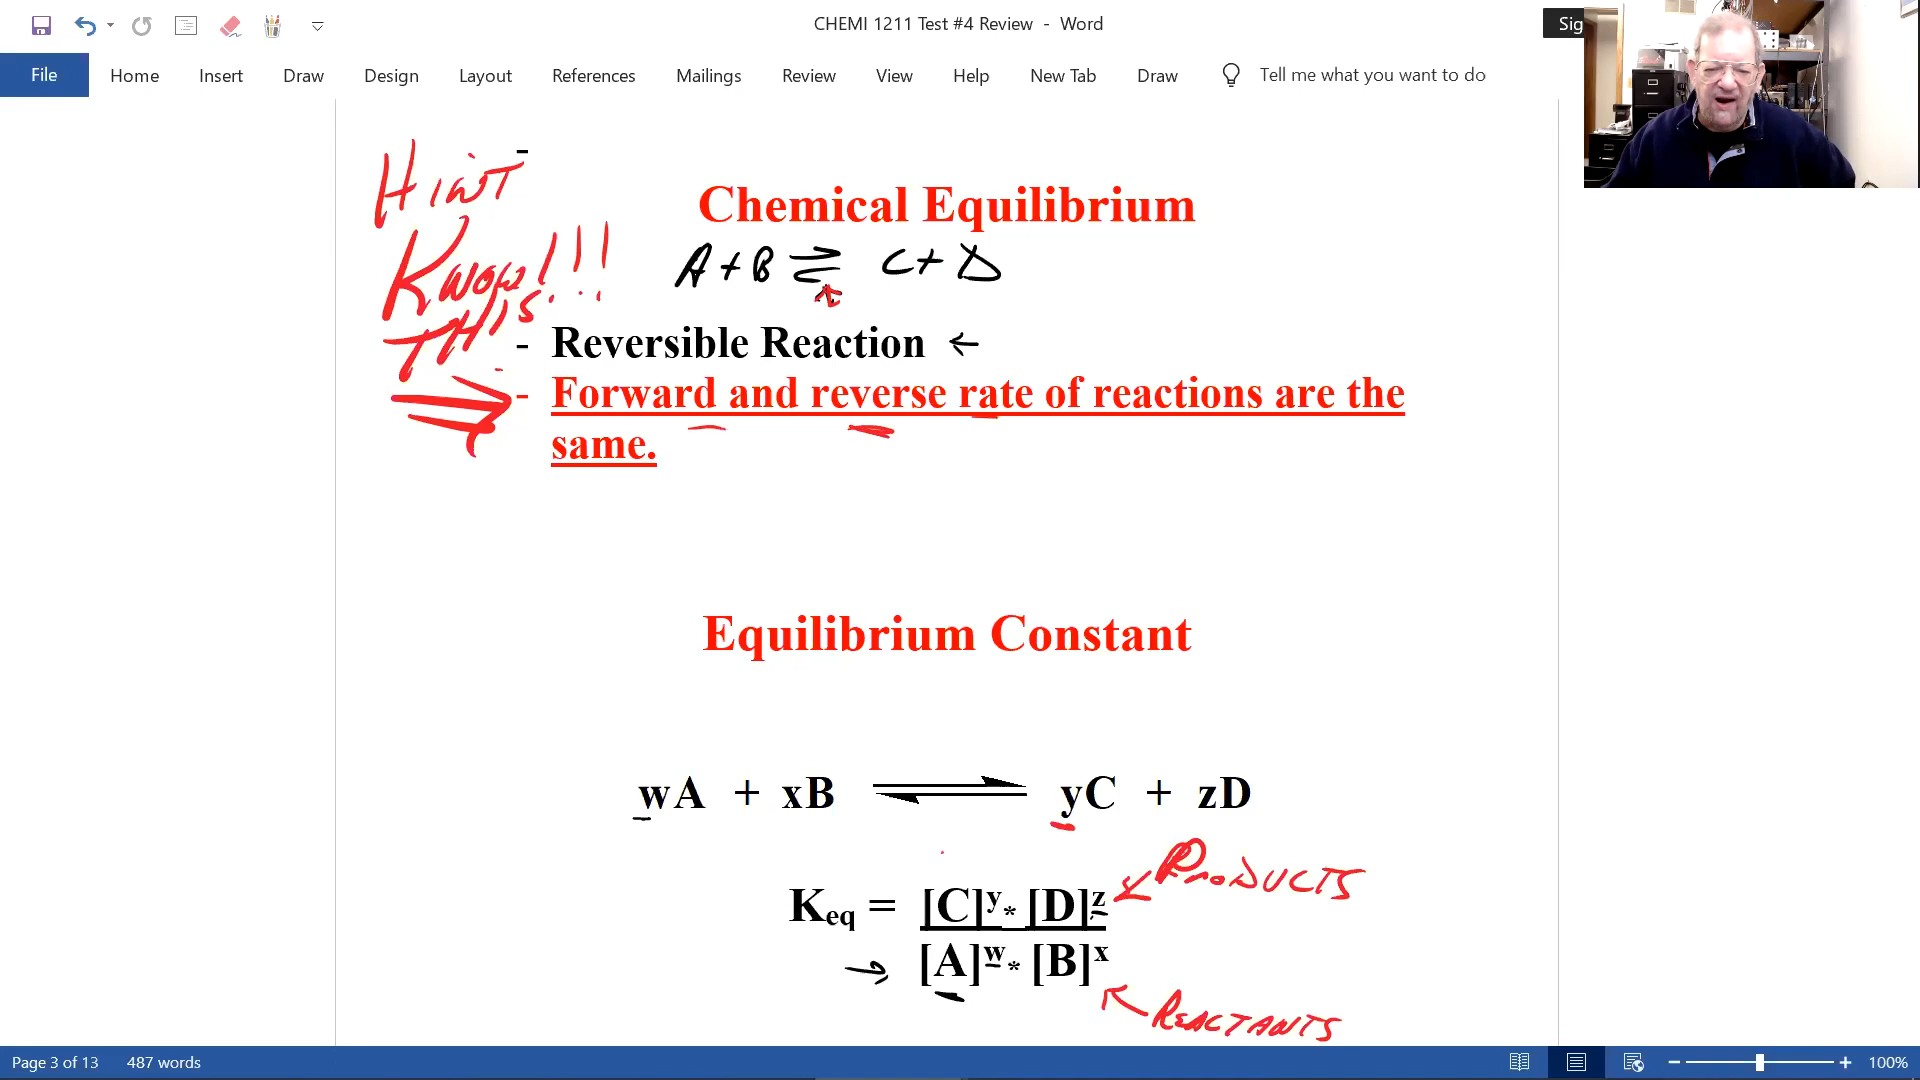 CHEMI 1211 Test #4 Review - Word
Sig
File Home Insert Draw Design Layout References Mailings Review View Help New Tab Draw Tell me what you want to do
-
HINT
KNOW!!!
THIS
Chemical Equilibrium
A + B ⇌ C + D
- Reversible Reaction ←
- Forward and reverse rate of reactions are the
same.
Equilibrium Constant
wA + xB ⇌ yC + zD
PRODUCTS
Keq = [C]^y * [D]^z
→ [A]^w * [B]^x
REACTANTS
Page 3 of 13 487 words 100%